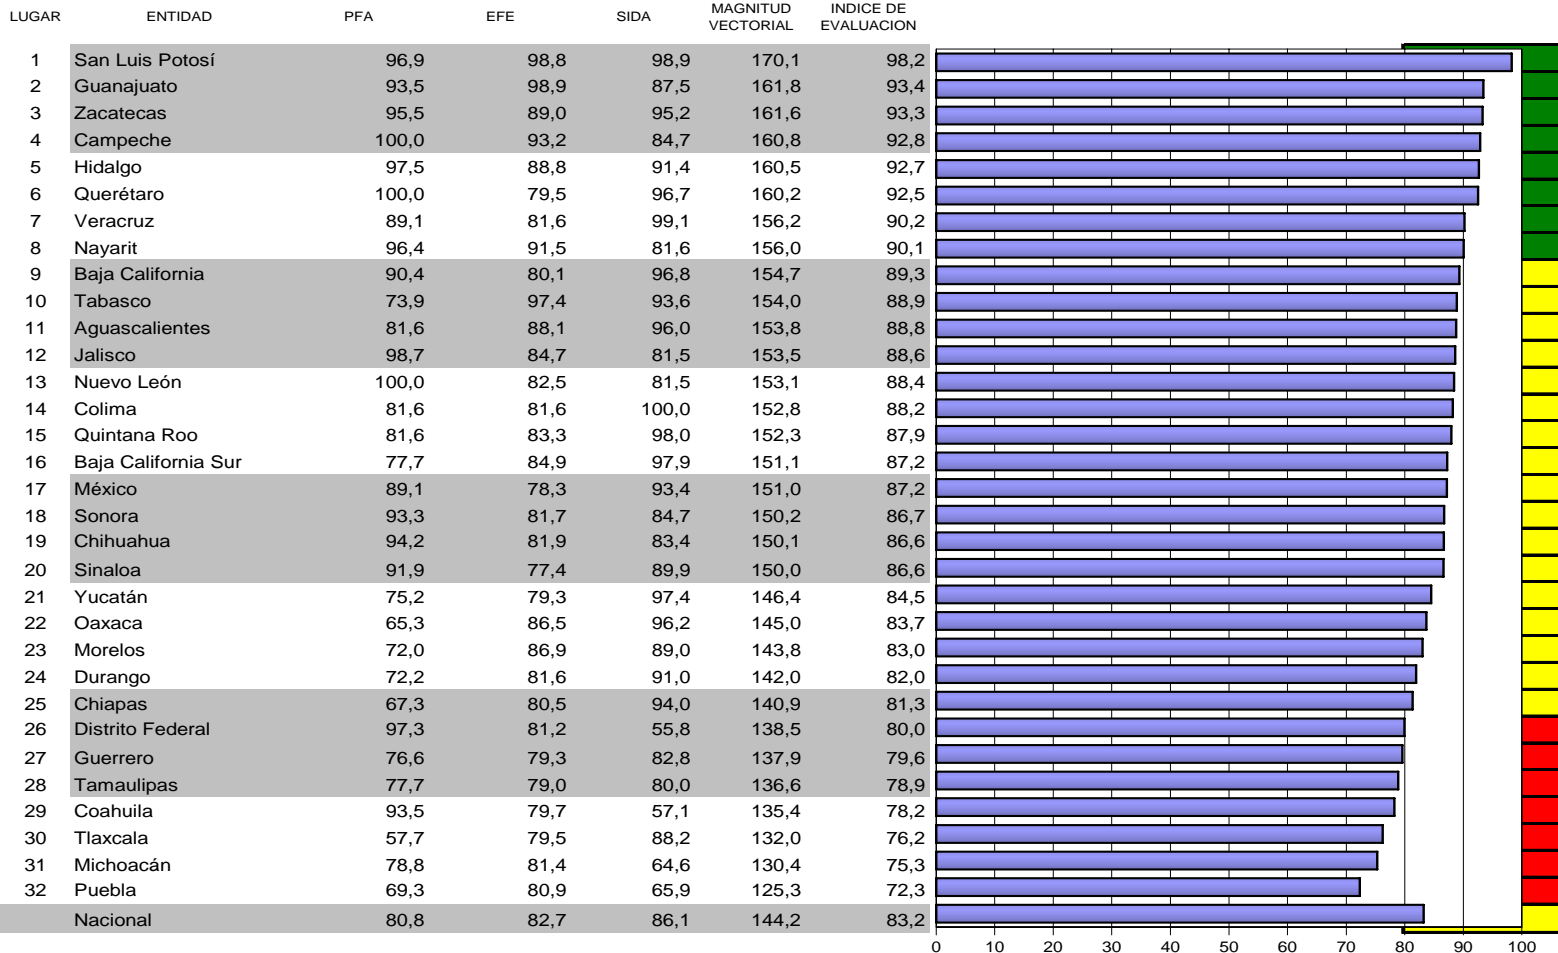 LUGAR ENTIDAD PFA EFE SIDA MAGNITUD VECTORIAL INDICE DE EVALUACION
1 San Luis Potosí 96,9 98,8 98,9 170,1 98,2
2 Guanajuato 93,5 98,9 87,5 161,8 93,4
3 Zacatecas 95,5 89,0 95,2 161,6 93,3
4 Campeche 100,0 93,2 84,7 160,8 92,8
5 Hidalgo 97,5 88,8 91,4 160,5 92,7
6 Querétaro 100,0 79,5 96,7 160,2 92,5
7 Veracruz 89,1 81,6 99,1 156,2 90,2
8 Nayarit 96,4 91,5 81,6 156,0 90,1
9 Baja California 90,4 80,1 96,8 154,7 89,3
10 Tabasco 73,9 97,4 93,6 154,0 88,9
11 Aguascalientes 81,6 88,1 96,0 153,8 88,8
12 Jalisco 98,7 84,7 81,5 153,5 88,6
13 Nuevo León 100,0 82,5 81,5 153,1 88,4
14 Colima 81,6 81,6 100,0 152,8 88,2
15 Quintana Roo 81,6 83,3 98,0 152,3 87,9
16 Baja California Sur 77,7 84,9 97,9 151,1 87,2
17 México 89,1 78,3 93,4 151,0 87,2
18 Sonora 93,3 81,7 84,7 150,2 86,7
19 Chihuahua 94,2 81,9 83,4 150,1 86,6
20 Sinaloa 91,9 77,4 89,9 150,0 86,6
21 Yucatán 75,2 79,3 97,4 146,4 84,5
22 Oaxaca 65,3 86,5 96,2 145,0 83,7
23 Morelos 72,0 86,9 89,0 143,8 83,0
24 Durango 72,2 81,6 91,0 142,0 82,0
25 Chiapas 67,3 80,5 94,0 140,9 81,3
26 Distrito Federal 97,3 81,2 55,8 138,5 80,0
27 Guerrero 76,6 79,3 82,8 137,9 79,6
28 Tamaulipas 77,7 79,0 80,0 136,6 78,9
29 Coahuila 93,5 79,7 57,1 135,4 78,2
30 Tlaxcala 57,7 79,5 88,2 132,0 76,2
31 Michoacán 78,8 81,4 64,6 130,4 75,3
32 Puebla 69,3 80,9 65,9 125,3 72,3
Nacional 80,8 82,7 86,1 144,2 83,2
0 10 20 30 40 50 60 70 80 90 100